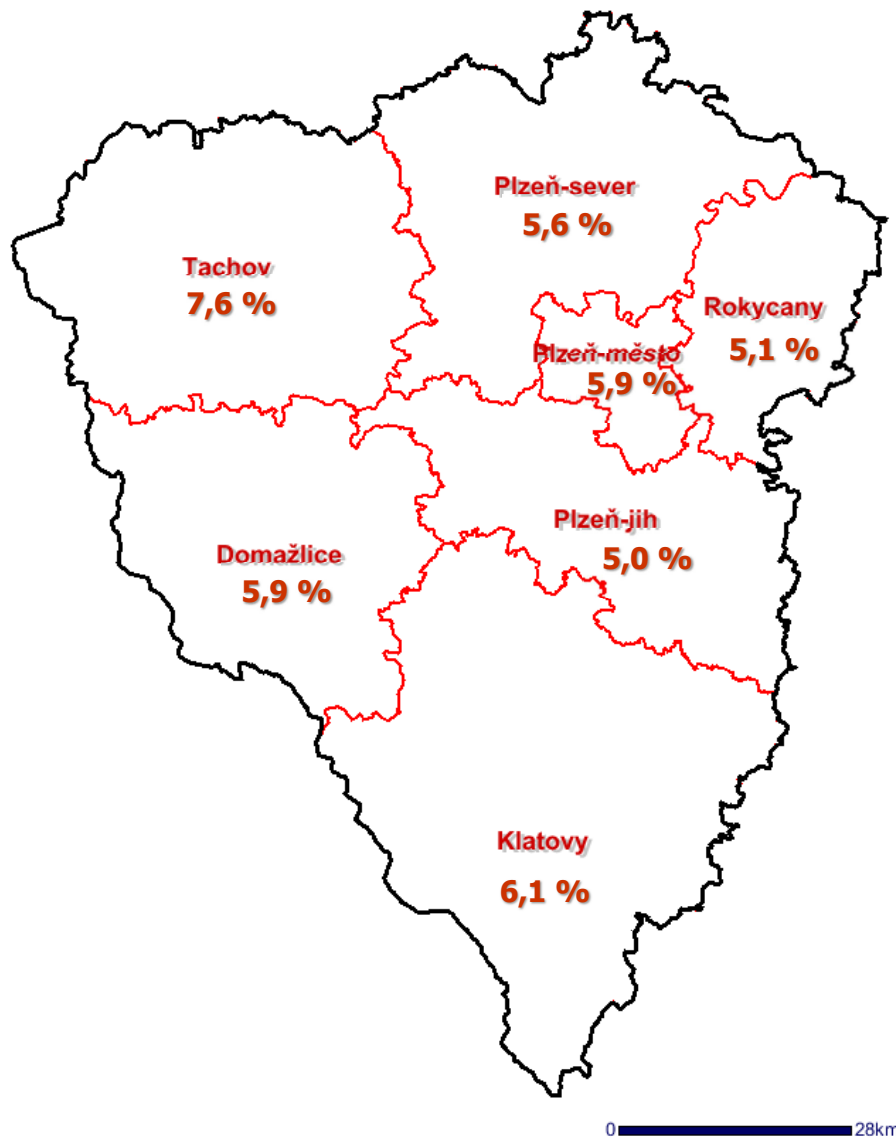 Plzeň-sever
5,6 %
Tachov
7,6 %
Rokycany
5,1 %
Plzeň-město
5,9 %
Plzeň-jih
5,0 %
Domažlice
5,9 %
Klatovy
6,1 %
0 28km